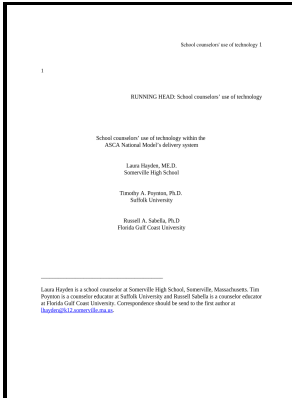 School counselors' use of technology 1
1
RUNNING HEAD: School counselors' use of technology
School counselors' use of technology within the
ASCA National Model's delivery system
Laura Hayden, ME.D.
Somerville High School
Timothy A. Poynton, Ph.D.
Suffolk University
Russell A. Sabella, Ph.D
Florida Gulf Coast University
Laura Hayden is a school counselor at Somerville High School, Somerville, Massachusetts. Tim
Poynton is a counselor educator at Suffolk University and Russell Sabella is a counselor educator
at Florida Gulf Coast University. Correspondence should be send to the first author at
lhayden@k12.somerville.ma.us.